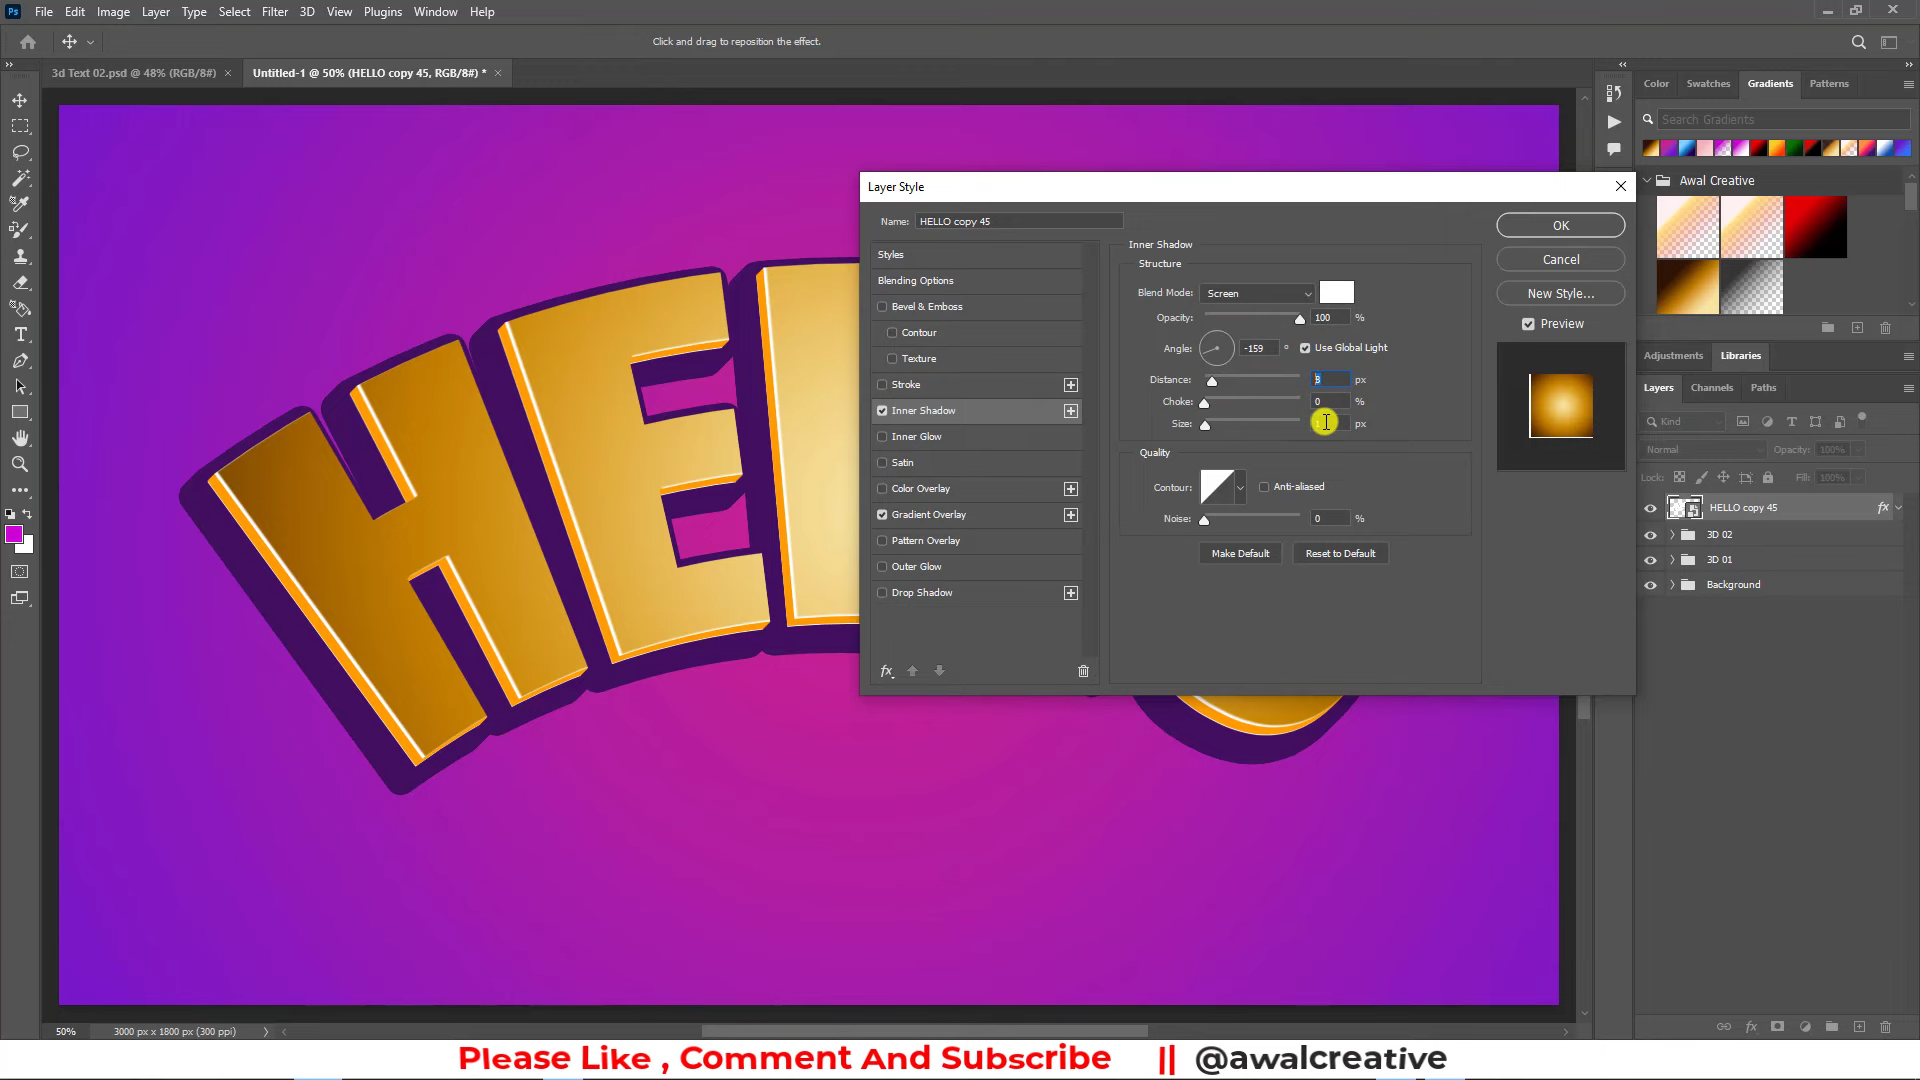 Ps File Edit Image Layer Type Select Filter 3D View Plugins Window Help
Click and drag to reposition the effect.
3d Text 02.psd @ 48% (RGB/8#) × Untitled-1 @ 50% (HELLO copy 45, RGB/8#) * ×
Color Swatches Gradients Patterns
Search Gradients
Awal Creative
Layer Style
Name: HELLO copy 45
Styles
Blending Options
Bevel & Emboss
Contour
Texture
Stroke
Inner Shadow
Inner Glow
Satin
Color Overlay
Gradient Overlay
Pattern Overlay
Outer Glow
Drop Shadow
fx
Inner Shadow
Structure
Blend Mode: Screen
Opacity: 100 %
Angle: -159 ° Use Global Light
Distance: 8 px
Choke: 0 %
Size: px
Quality
Contour: Anti-aliased
Noise: 0 %
Make Default Reset to Default
OK
Cancel
New Style...
Preview
Adjustments Libraries
Layers Channels Paths
Kind
Normal Opacity: 100%
Lock: Fill: 100%
HELLO copy 45 fx
3D 02
3D 01
Background
HE
50% 3000 px x 1800 px (300 ppi)
fx
Please Like , Comment And Subscribe || @awalcreative